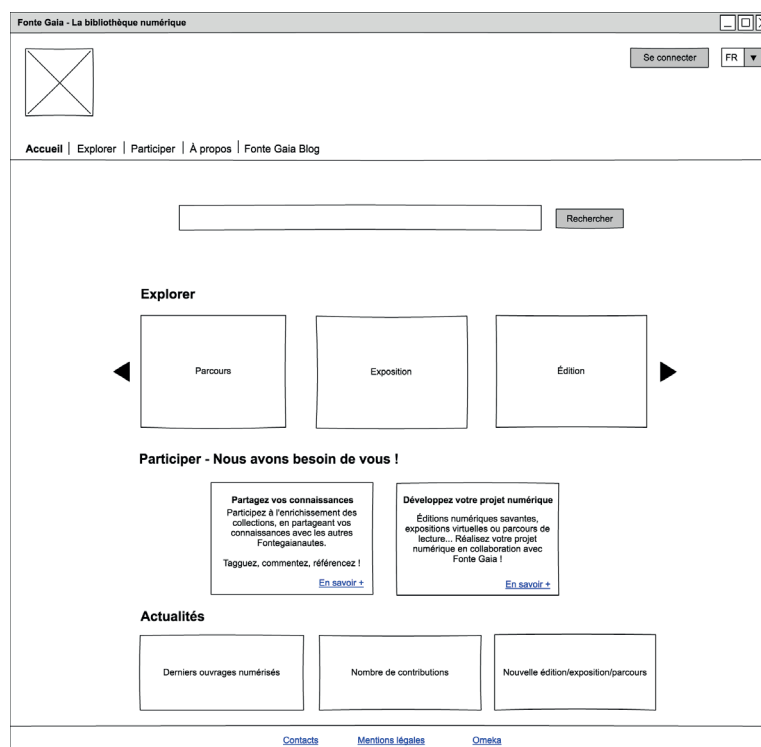 Fonte Gaia - La bibliothèque numérique
Se connecter
FR
Accueil | Explorer | Participer | À propos | Fonte Gaia Blog
Rechercher
Explorer
Parcours
Exposition
Édition
Participer - Nous avons besoin de vous !
Partagez vos connaissances
Participez à l'enrichissement des
collections, en partageant vos
connaissances avec les autres
Fontegaianautes.
Tagguez, commentez, référencez !
En savoir +
Développez votre projet numérique
Éditions numériques savantes,
expositions virtuelles ou parcours de
lecture... Réalisez votre projet
numérique en collaboration avec
Fonte Gaia !
En savoir +
Actualités
Derniers ouvrages numérisés
Nombre de contributions
Nouvelle édition/exposition/parcours
Contacts
Mentions légales
Omeka